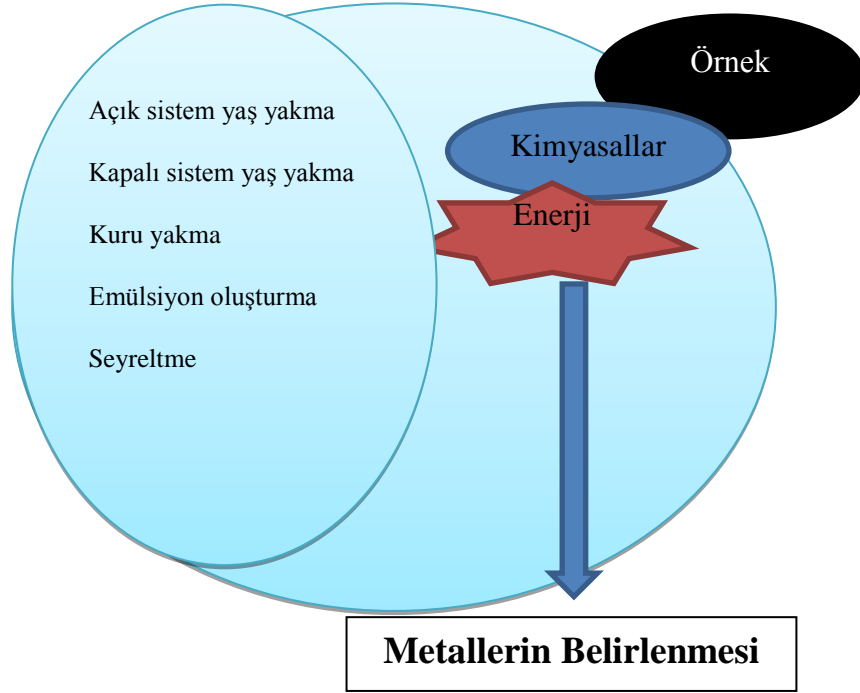 Örnek
Kimyasallar
Enerji
Açık sistem yaş yakma
Kapalı sistem yaş yakma
Kuru yakma
Emülsiyon oluşturma
Seyreltme
Metallerin Belirlenmesi